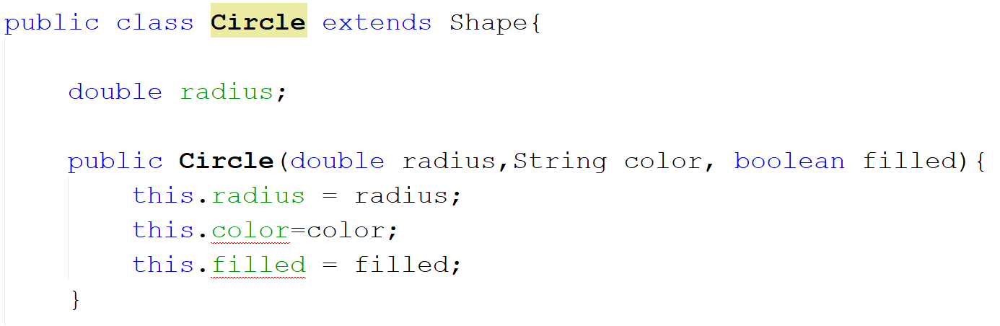 public class Circle extends Shape{
double radius;
public Circle(double radius,String color, boolean filled){
this.radius = radius;
this.color=color;
this.filled = filled;
}